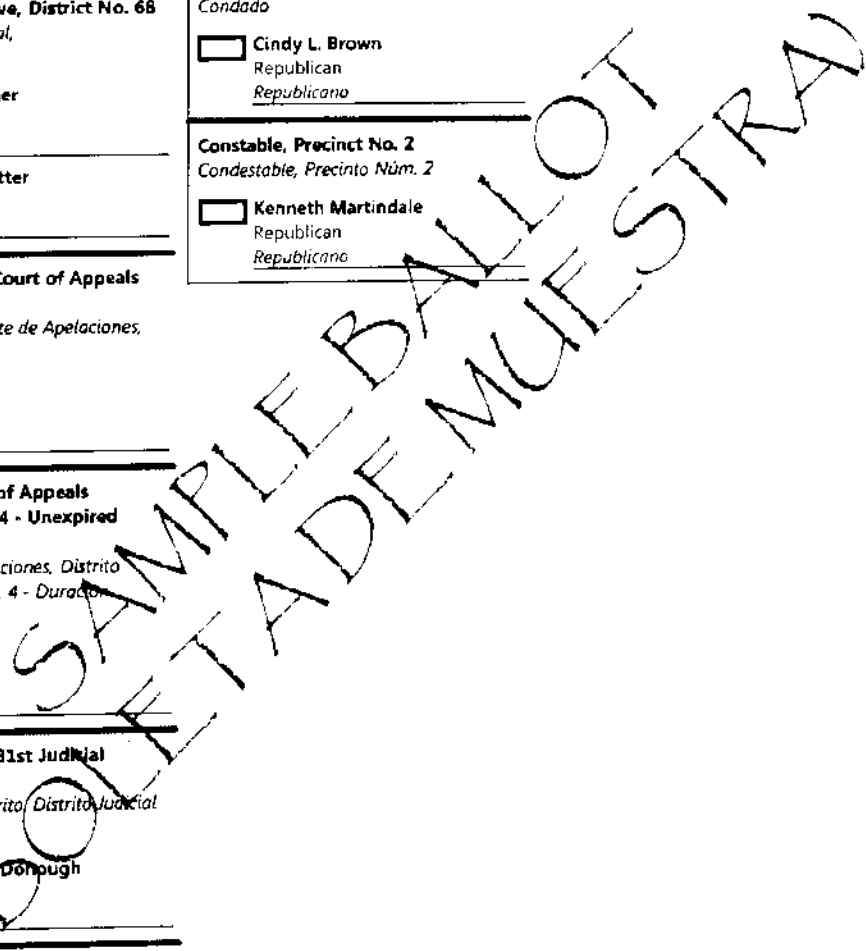 ve, District No. 68
al,
er
tter
Court of Appeals
te de Apelaciones,
of Appeals
4 - Unexpired
ciones, Distrito
4 - Duración
81st Judicial
rito, Distrito Judicial
Donough
Condado
Cindy L. Brown
Republican
Republicano
Constable, Precinct No. 2
Condestable, Precinto Núm. 2
Kenneth Martindale
Republican
Republicano
SAMPLE BALLOT
BOLETA DE MUESTRA)